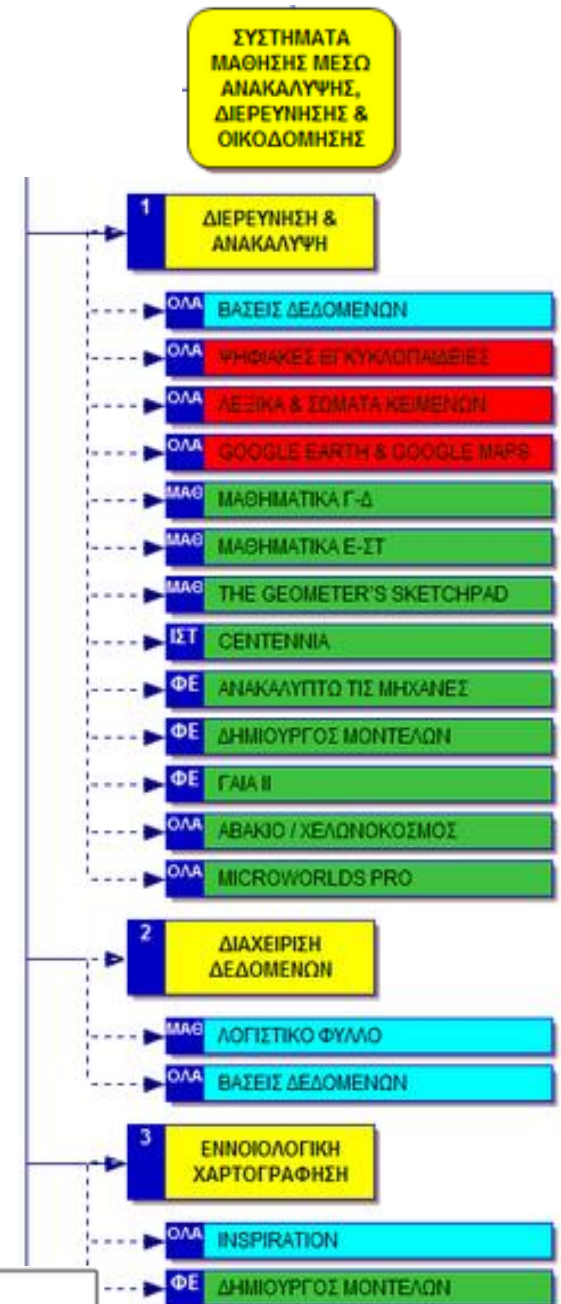 ΣΥΣΤΗΜΑΤΑ
ΜΑΘΗΣΗΣ ΜΕΣΩ
ΑΝΑΚΑΛΥΨΗΣ,
ΔΙΕΡΕΥΝΗΣΗΣ &
ΟΙΚΟΔΟΜΗΣΗΣ
1 ΔΙΕΡΕΥΝΗΣΗ &
ΑΝΑΚΑΛΥΨΗ
ΟΛΑ ΒΑΣΕΙΣ ΔΕΔΟΜΕΝΩΝ
ΟΛΑ ΨΗΦΙΑΚΕΣ ΕΓΚΥΚΛΟΠΑΙΔΕΙΕΣ
ΟΛΑ ΛΕΞΙΚΑ & ΣΩΜΑΤΑ ΚΕΙΜΕΝΩΝ
ΟΛΑ GOOGLE EARTH & GOOGLE MAPS
ΜΑΘ ΜΑΘΗΜΑΤΙΚΑ Γ-Δ
ΜΑΘ ΜΑΘΗΜΑΤΙΚΑ Ε-ΣΤ
ΜΑΘ THE GEOMETER'S SKETCHPAD
ΙΣΤ CENTENNIA
ΦΕ ΑΝΑΚΑΛΥΠΤΩ ΤΙΣ ΜΗΧΑΝΕΣ
ΦΕ ΔΗΜΙΟΥΡΓΟΣ ΜΟΝΤΕΛΩΝ
ΦΕ ΓΑΙΑ ΙΙ
ΟΛΑ ΑΒΑΚΙΟ / ΧΕΛΩΝΟΚΟΣΜΟΣ
ΟΛΑ MICROWORLDS PRO
2 ΔΙΑΧΕΙΡΙΣΗ
ΔΕΔΟΜΕΝΩΝ
ΜΑΘ ΛΟΓΙΣΤΙΚΟ ΦΥΛΛΟ
ΟΛΑ ΒΑΣΕΙΣ ΔΕΔΟΜΕΝΩΝ
3 ΕΝΝΟΙΟΛΟΓΙΚΗ
ΧΑΡΤΟΓΡΑΦΗΣΗ
ΟΛΑ INSPIRATION
ΦΕ ΔΗΜΙΟΥΡΓΟΣ ΜΟΝΤΕΛΩΝ